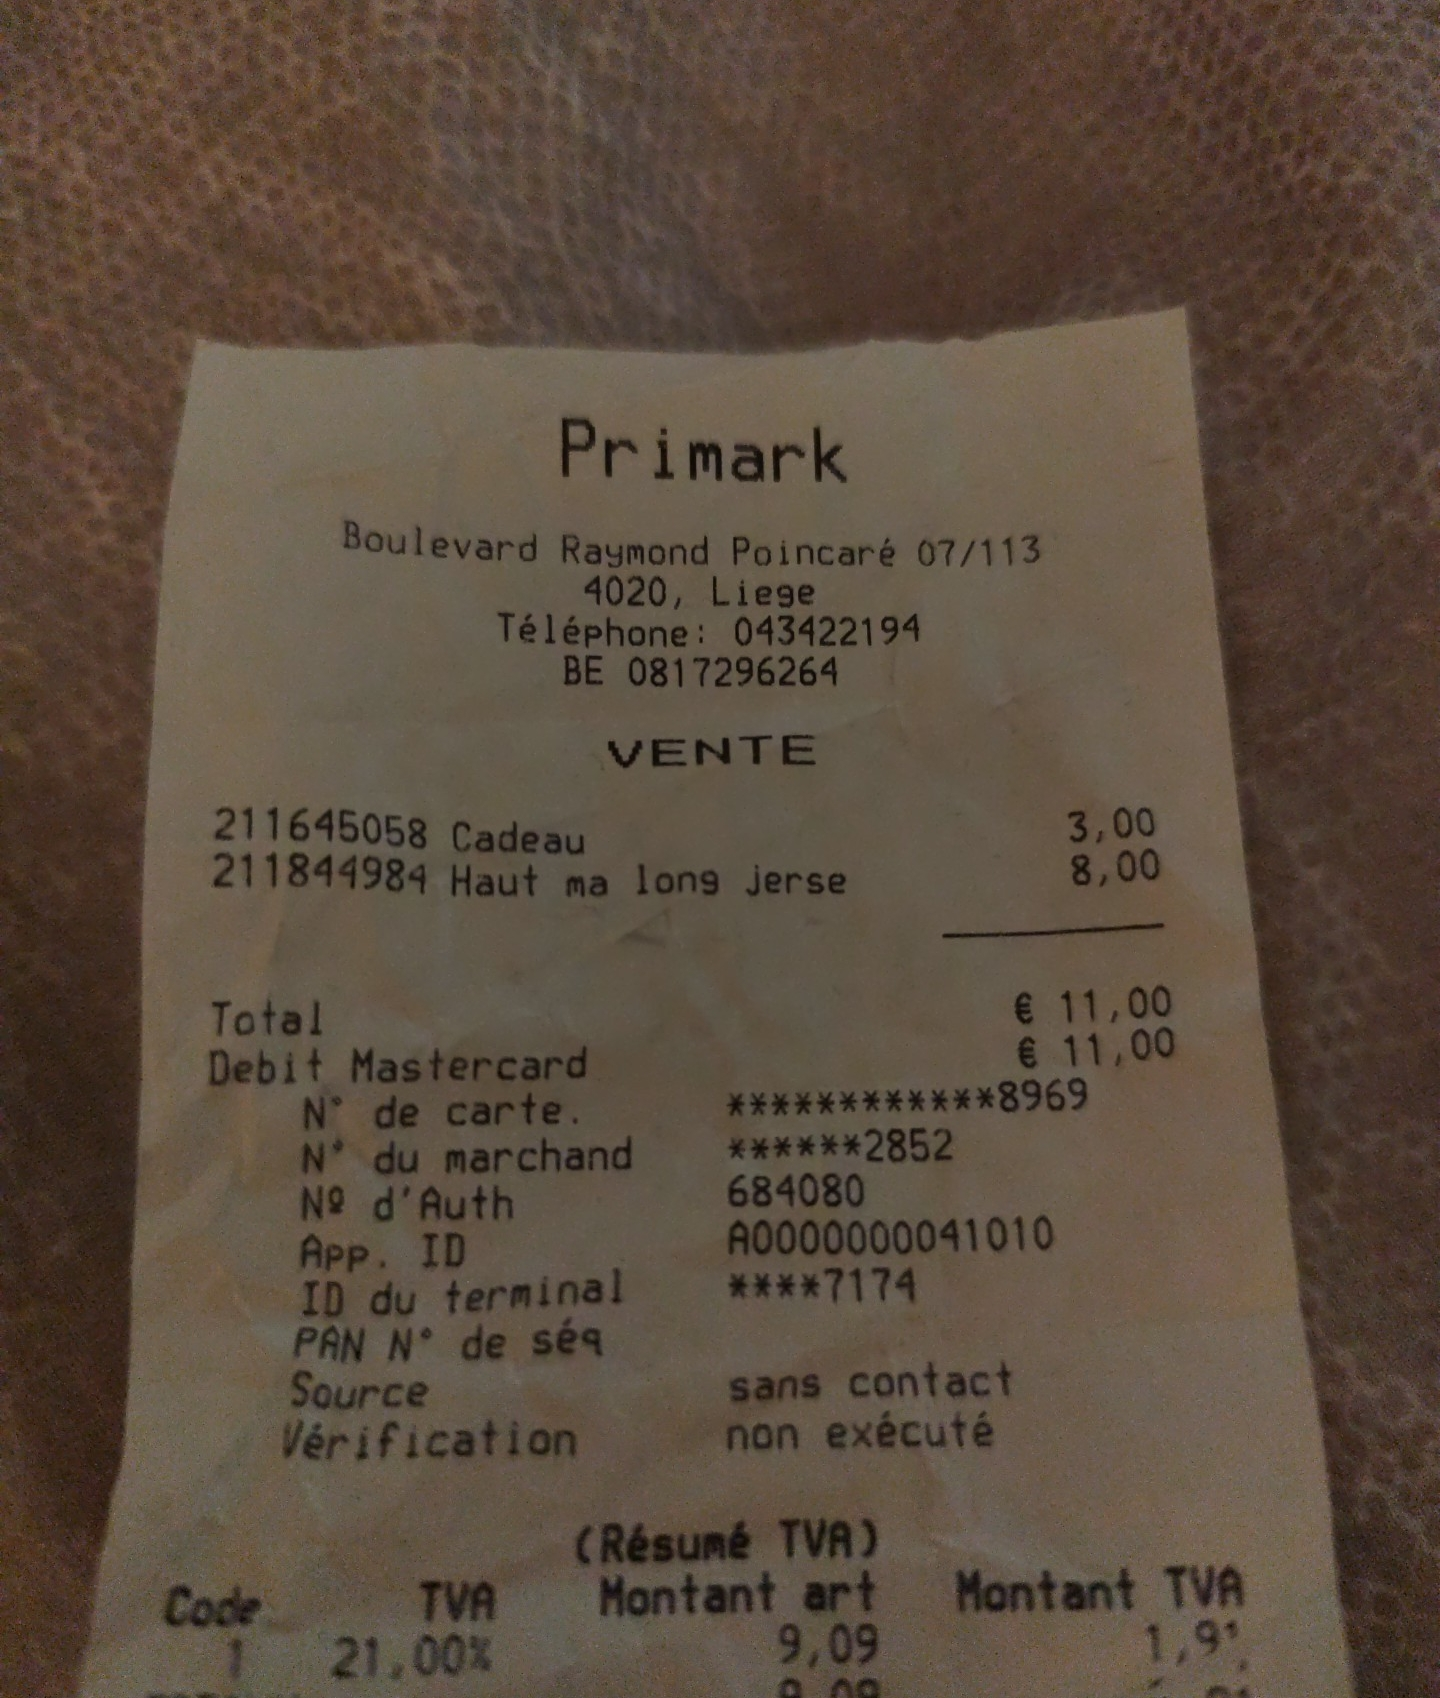 Primark
Boulevard Raymond Poincaré 07/113
4020, Liege
Téléphone: 043422194
BE 0817296264
VENTE
211645058 Cadeau 3,00
211844984 Haut ma long jerse 8,00
Total € 11,00
Debit Mastercard € 11,00
N° de carte. ************8969
N° du marchand ******2852
Nº d'Auth 684080
App. ID A0000000041010
ID du terminal ****7174
PAN N° de séq
Source sans contact
Vérification non exécuté
(Résumé TVA)
Code TVA Montant art Montant TVA
1 21,00% 9,09